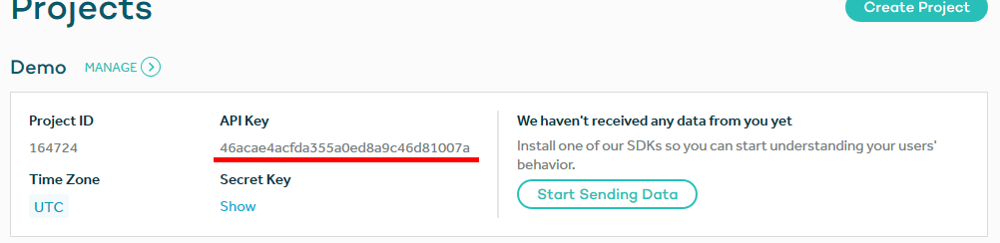 Projects
Create Project
Demo MANAGE
Project ID
164724
API Key
46acae4acfda355a0ed8a9c46d81007a
Time Zone
UTC
Secret Key
Show
We haven't received any data from you yet
Install one of our SDKs so you can start understanding your users'
behavior.
Start Sending Data